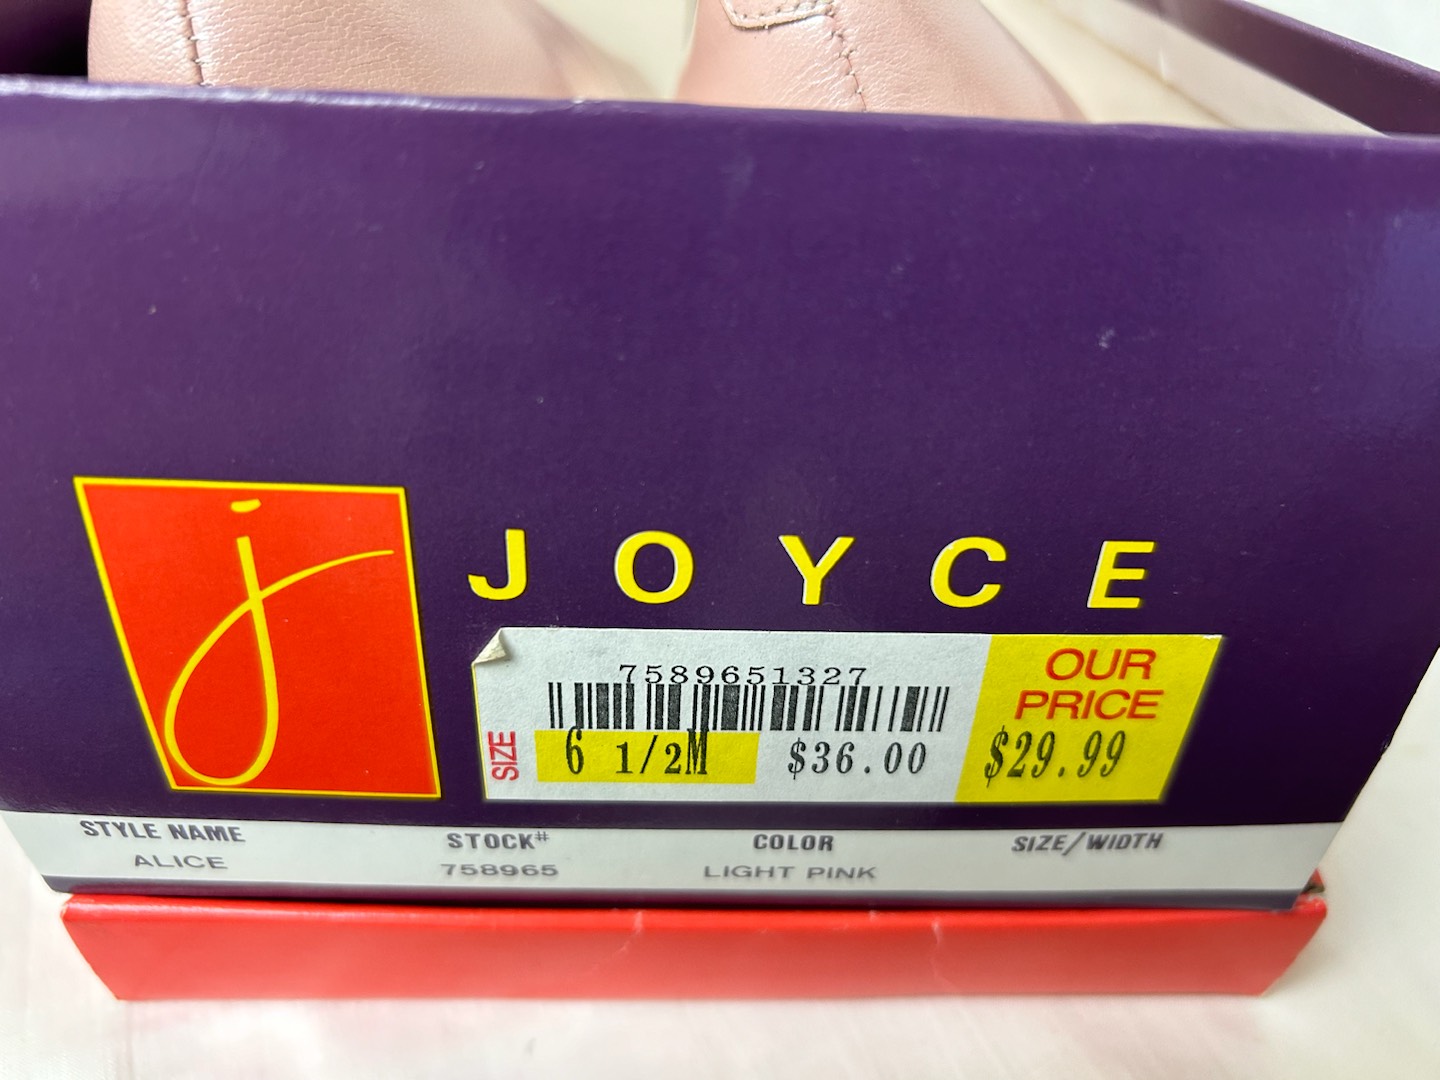 j
JOYCE
7589651327
SIZE 6 1/2M $36.00
OUR
PRICE
$29.99
STYLE NAME STOCK# COLOR SIZE/WIDTH
ALICE 758965 LIGHT PINK